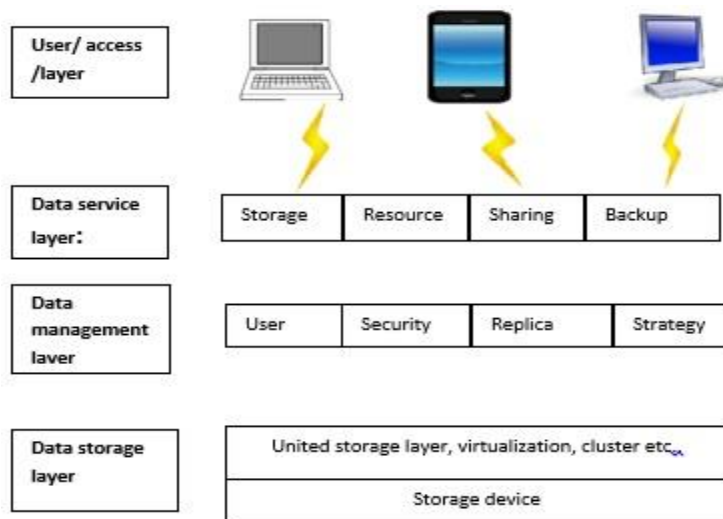 User/ access
/layer
Data service
layer:
Storage
Resource
Sharing
Backup
Data
management
layer
User
Security
Replica
Strategy
Data storage
layer
United storage layer, virtualization, cluster etc
Storage device